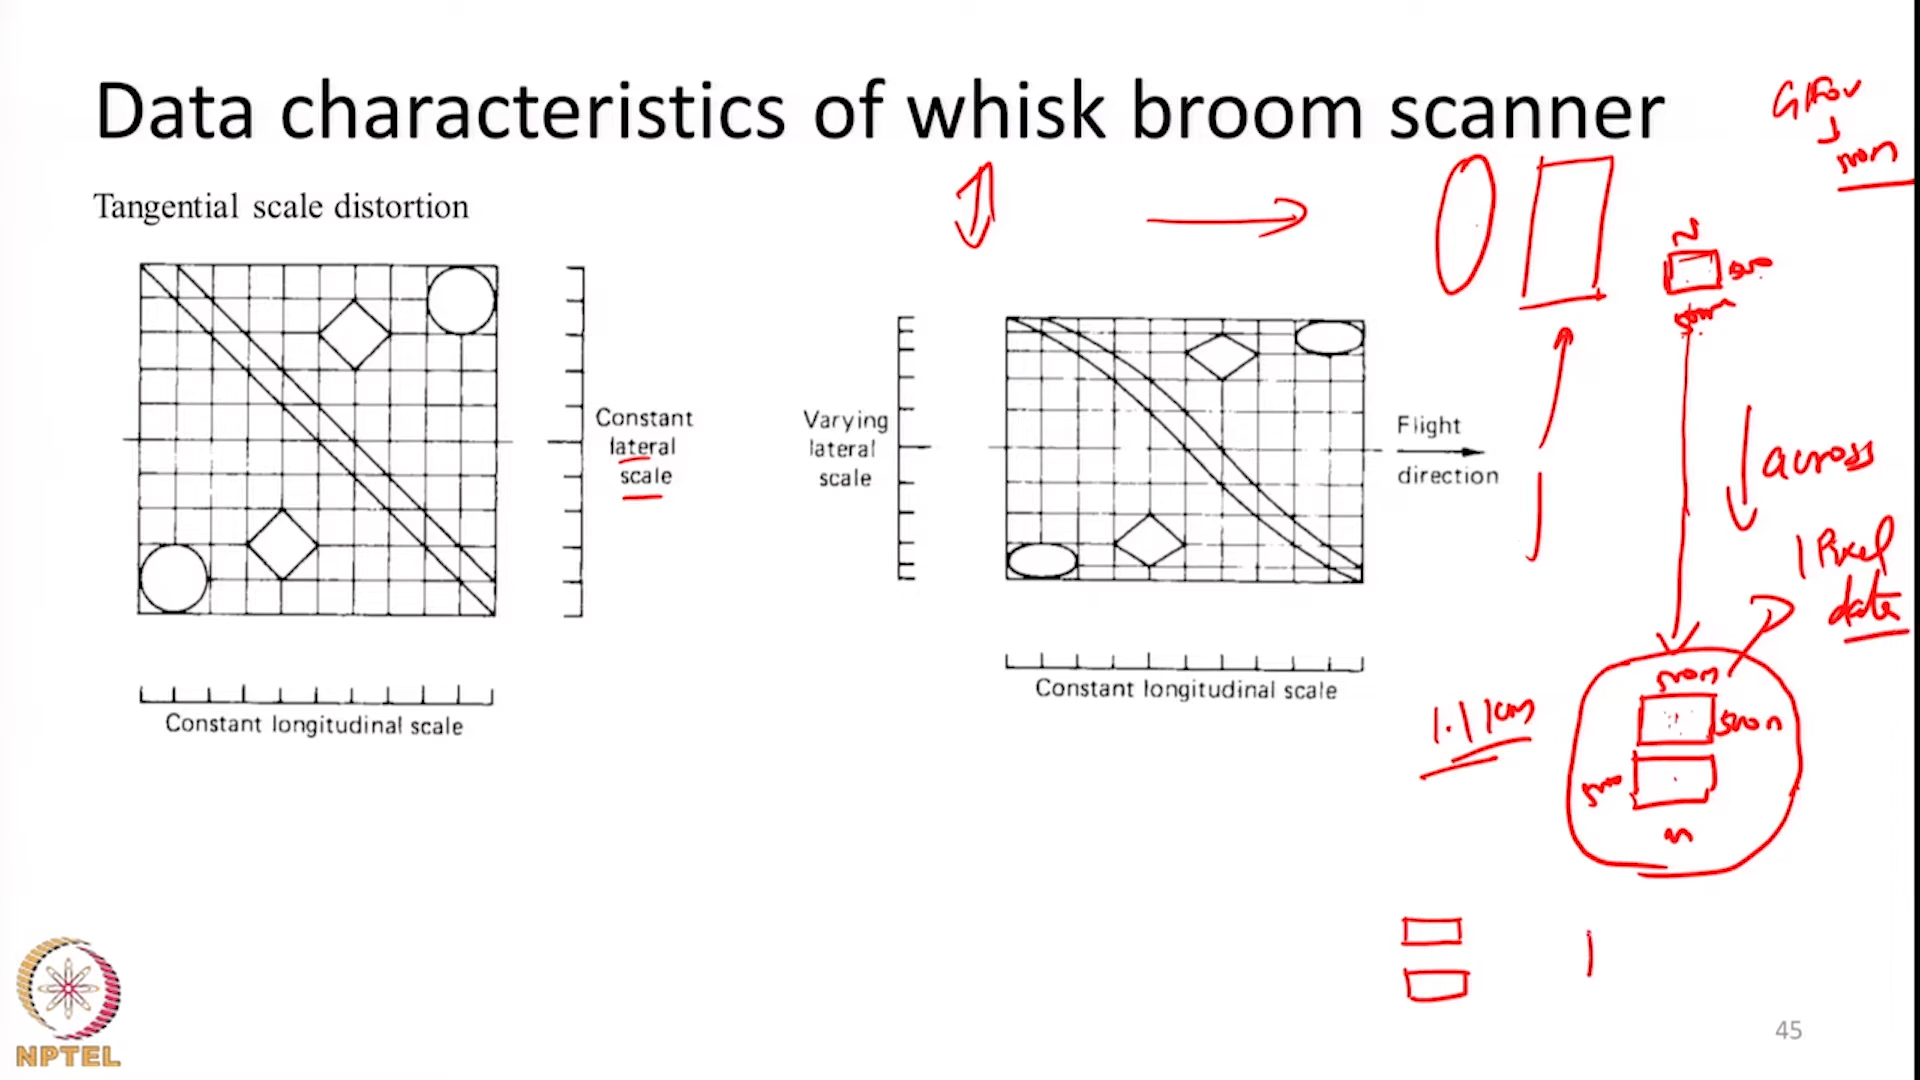 Data characteristics of whisk broom scanner
Tangential scale distortion
Constant
lateral
scale
Constant longitudinal scale
Varying
lateral
scale
Flight
direction
Constant longitudinal scale
across
1 Pixel
data
NPTEL
45